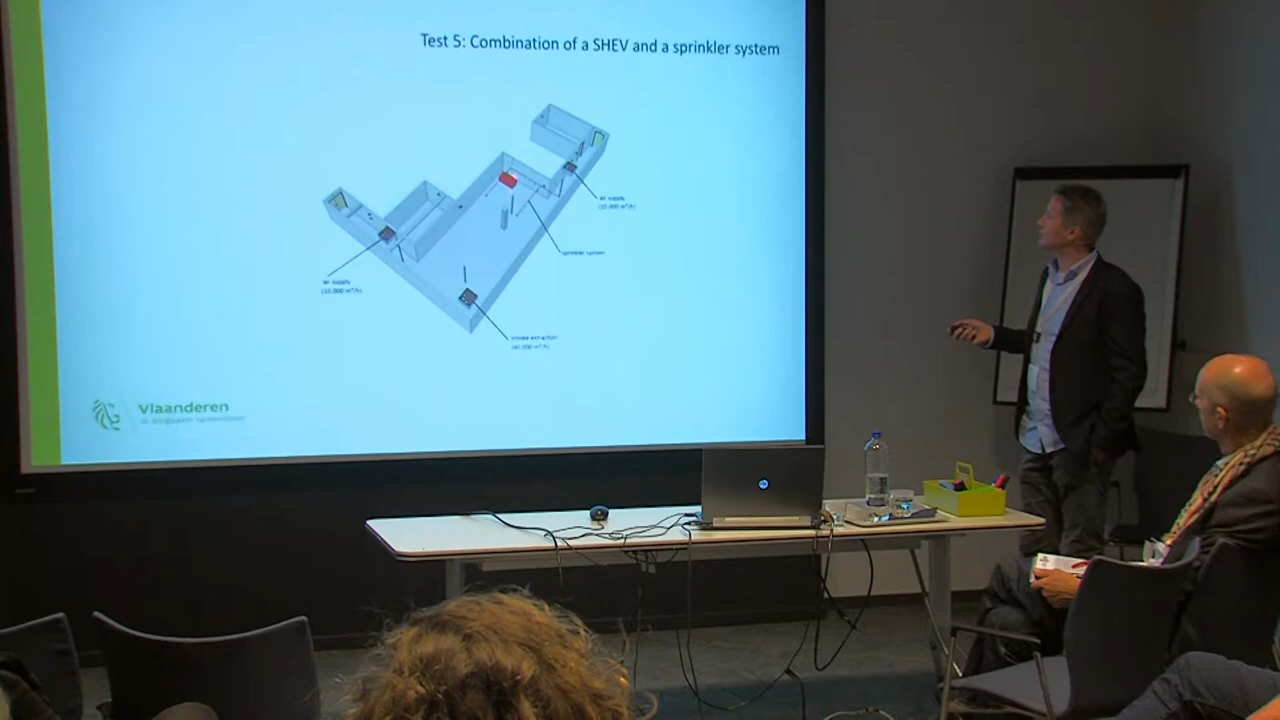 Test 5: Combination of a SHEV and a sprinkler system
air supply
(10.000 m³/h)
sprinkler system
air supply
(10.000 m³/h)
smoke extraction
(40.000 m³/h)
Vlaanderen
hp